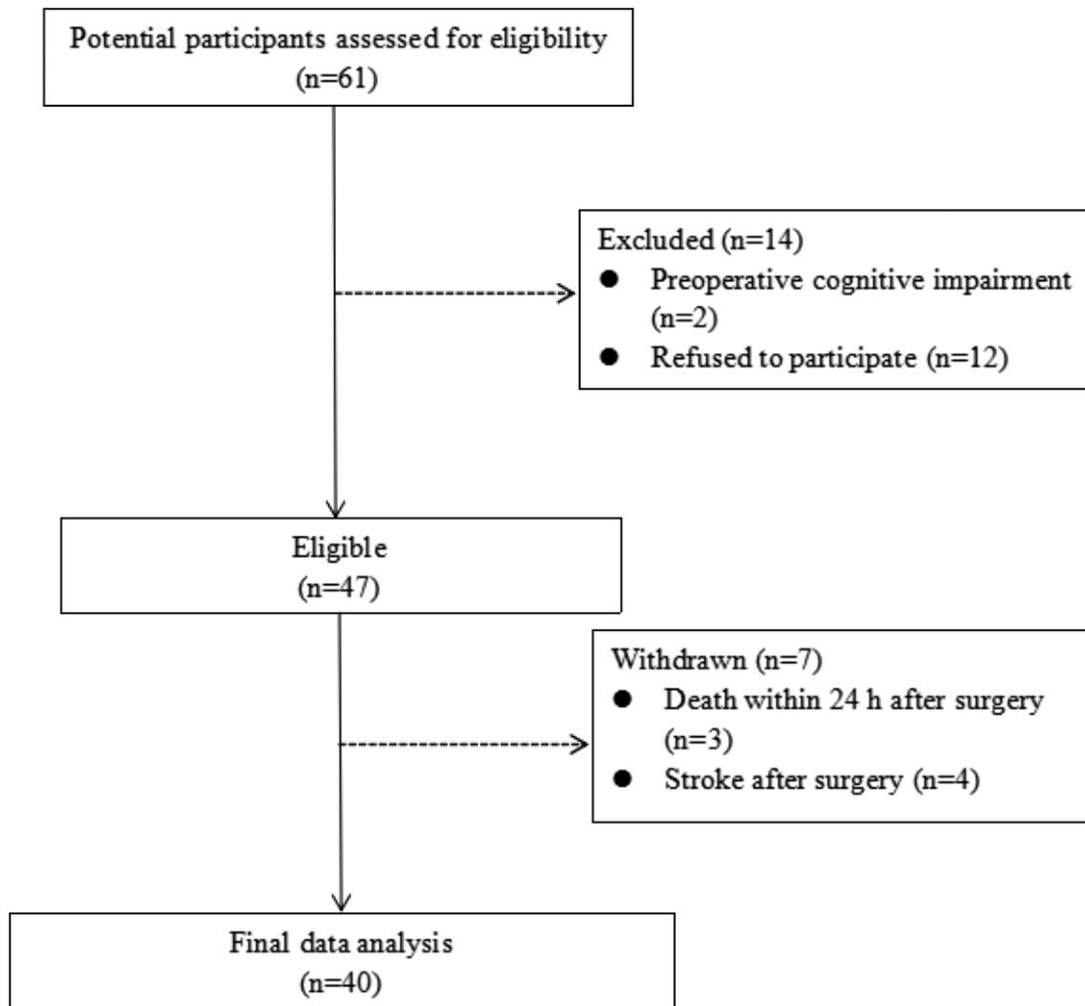 Potential participants assessed for eligibility
(n=61)
Excluded (n=14)
● Preoperative cognitive impairment
(n=2)
● Refused to participate (n=12)
Eligible
(n=47)
Withdrawn (n=7)
● Death within 24 h after surgery
(n=3)
● Stroke after surgery (n=4)
Final data analysis
(n=40)